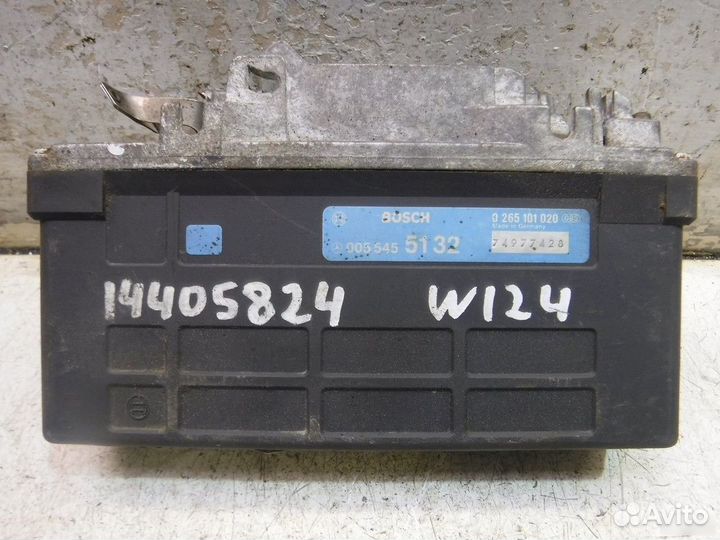 BOSCH 0 265 101 020
Made in Germany
005 545 51 32 74977428
14405824 W124
Avito